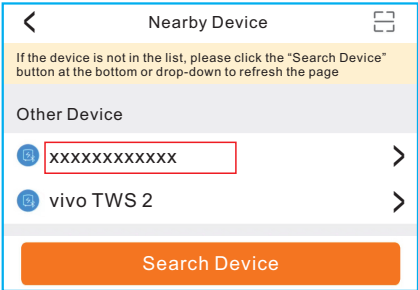 Nearby Device
If the device is not in the list, please click the “Search Device”
button at the bottom or drop-down to refresh the page
Other Device
xxxxxxxxxxxx
vivo TWS 2
Search Device